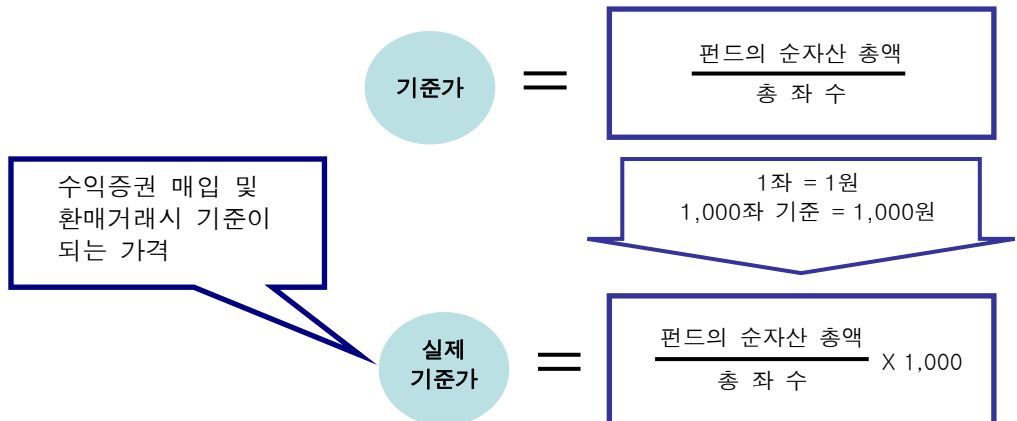 기준가
=
펀드의 순자산 총액
총 좌 수
수익증권 매입 및
환매거래시 기준이
되는 가격
1좌 = 1원
1,000좌 기준 = 1,000원
실제
기준가
=
펀드의 순자산 총액
총 좌 수
X 1,000